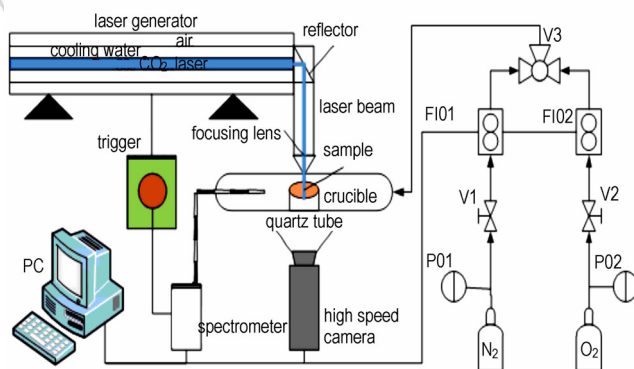 laser generator
air
cooling water
CO₂ laser
reflector
laser beam
focusing lens
sample
trigger
crucible
quartz tube
PC
spectrometer
high speed
camera
V3
FI01
FI02
V1
V2
P01
P02
N₂
O₂